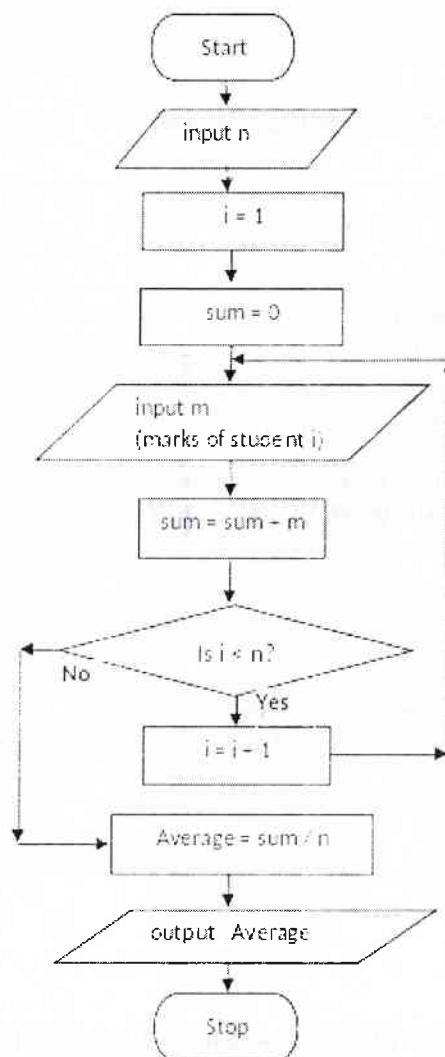 Start
input n
i = 1
sum = 0
input m
(marks of student i)
sum = sum – m
Is i < n?
No
Yes
i = i – 1
Average = sum / n
output Average
Stop